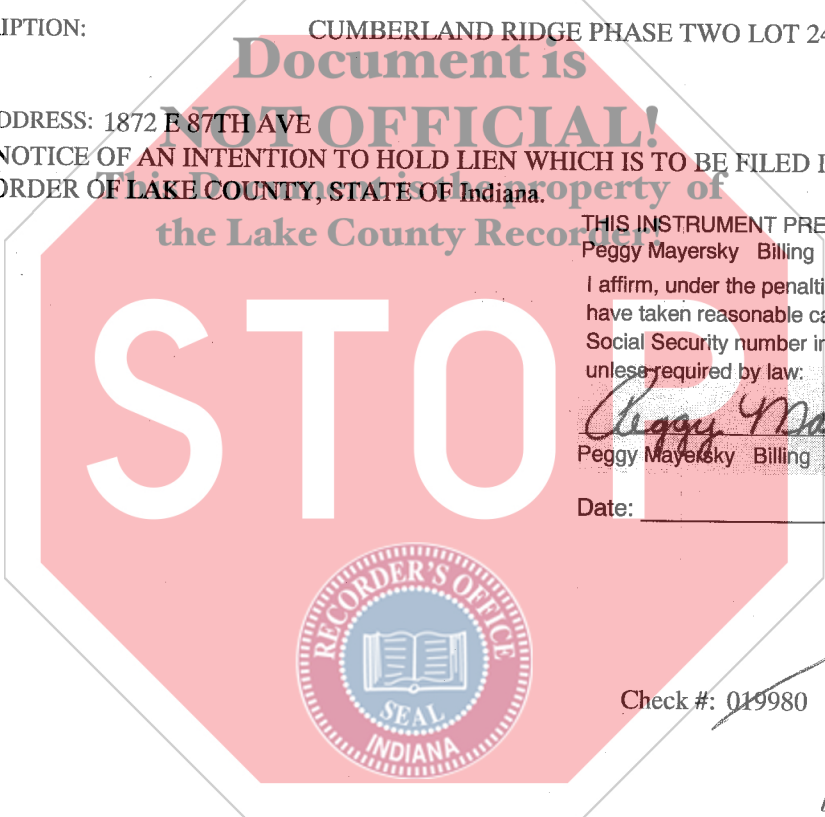 IPTION: CUMBERLAND RIDGE PHASE TWO LOT 24
Document is
NOT OFFICIAL!
DDRESS: 1872 E 87TH AVE
NOTICE OF AN INTENTION TO HOLD LIEN WHICH IS TO BE FILED I
ORDER OF LAKE COUNTY, STATE OF Indiana.
This Document is the property of
the Lake County Recorder!
THIS INSTRUMENT PRE
Peggy Mayersky Billing
I affirm, under the penalti
have taken reasonable ca
Social Security number in
unless required by law:
Peggy Ma
Peggy Mayersky Billing
Date:
STOP
RECORDER'S OFFICE
SEAL
INDIANA
Check #: 019980